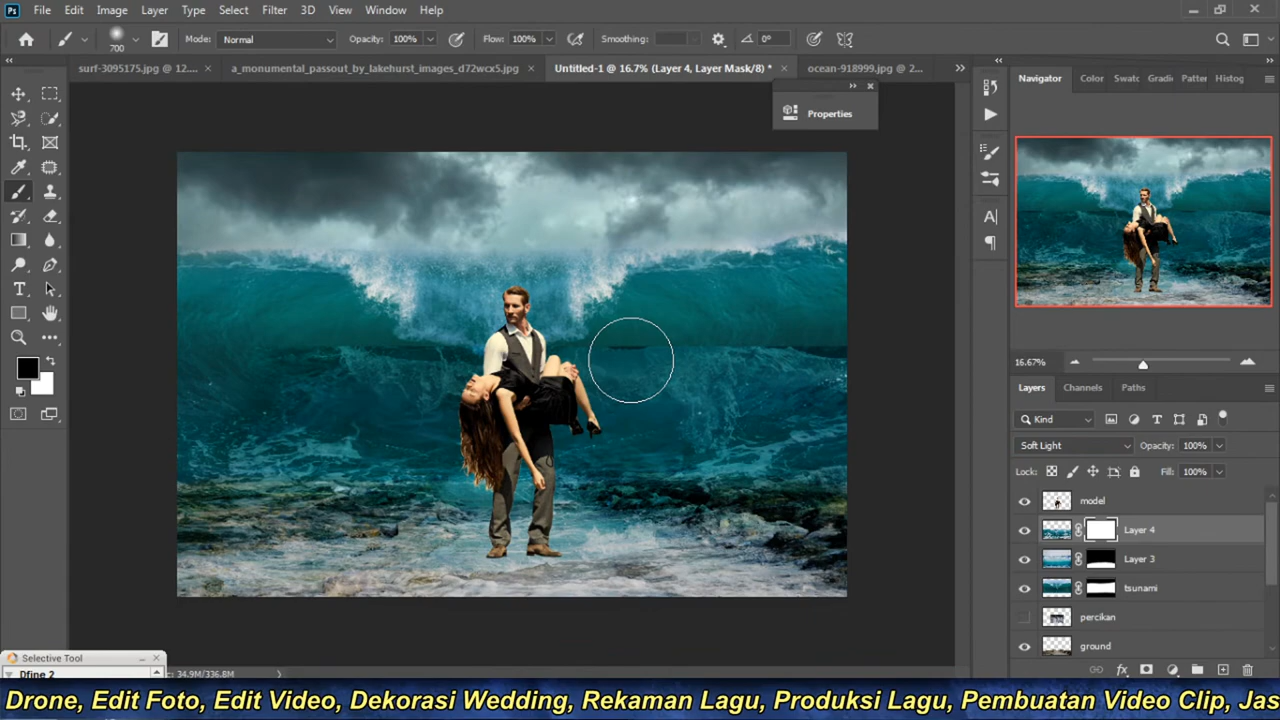 Ps File Edit Image Layer Type Select Filter 3D View Window Help
700 Mode: Normal Opacity: 100% Flow: 100% Smoothing: 0°
surf-3095175.jpg @ 12.... × a_monumental_passout_by_lakehurst_images_d72wcx5.jpg × Untitled-1 @ 16.7% (Layer 4, Layer Mask/8) * × ocean-918999.jpg @ 2...
Properties
Navigator Color Swatc Gradi Patter Histog
16.67%
Layers Channels Paths
Kind
Soft Light Opacity: 100%
Lock: Fill: 100%
model
Layer 4
Layer 3
tsunami
percikan
ground
Selective Tool
Dfine 2
34.9M/336.8M
Drone, Edit Foto, Edit Video, Dekorasi Wedding, Rekaman Lagu, Produksi Lagu, Pembuatan Video Clip, Jas